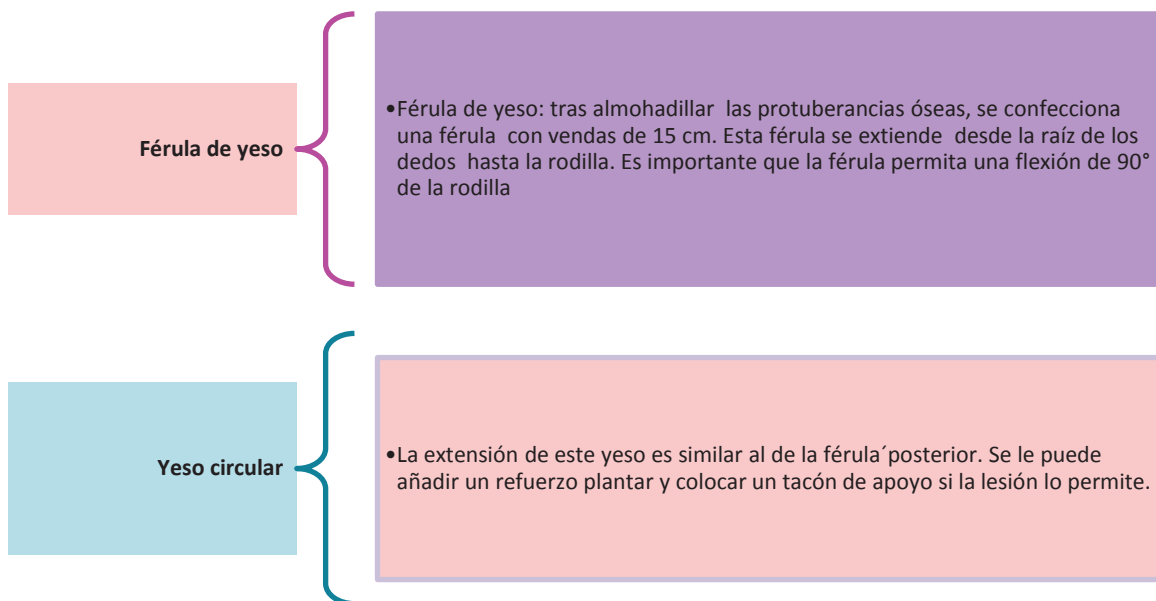 Férula de yeso
•Férula de yeso: tras almohadillar las protuberancias óseas, se confecciona
una férula con vendas de 15 cm. Esta férula se extiende desde la raíz de los
dedos hasta la rodilla. Es importante que la férula permita una flexión de 90°
de la rodilla
Yeso circular
•La extensión de este yeso es similar al de la férula´posterior. Se le puede
añadir un refuerzo plantar y colocar un tacón de apoyo si la lesión lo permite.